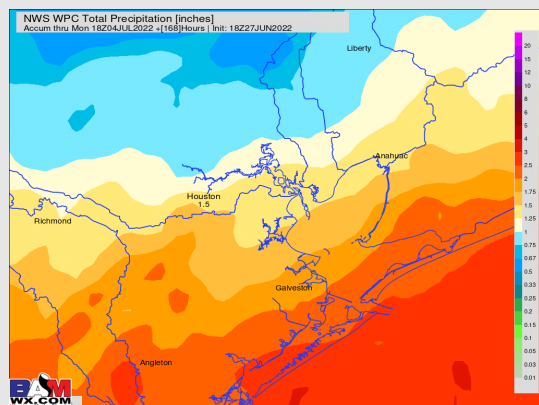 NWS WPC Total Precipitation [inches]
Accum thru Mon 18Z04JUL2022 +[168]Hours | Init: 18Z27JUN2022
Liberty
Anahuac
Houston
1.5
Richmond
Galveston
Angleton
20
15
12
10
8
6
5
4
3
2.5
2
1.75
1.5
1.25
1
0.75
0.67
0.5
0.33
0.25
0.2
0.15
0.1
0.05
0.03
0.01
BAM
WX.COM